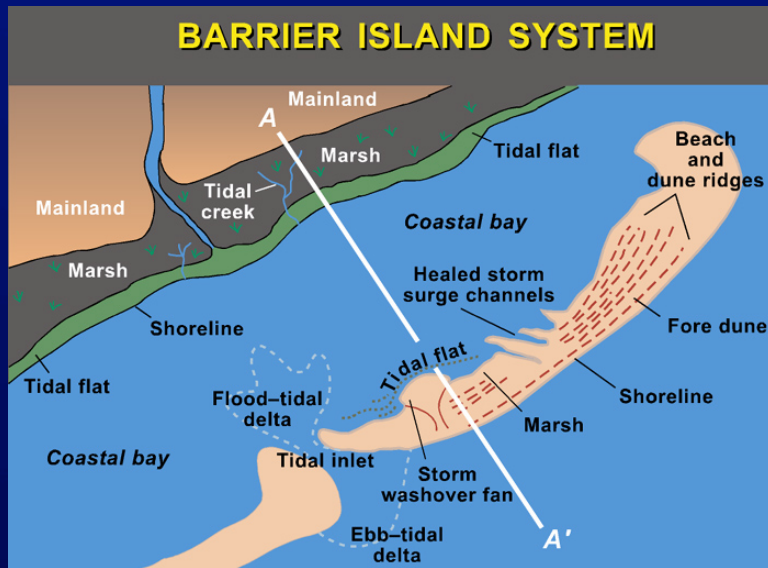 BARRIER ISLAND SYSTEM
Mainland
A
Marsh
Tidal flat
Beach
and
dune ridges
Tidal
creek
Mainland
Coastal bay
Marsh
Healed storm
surge channels
Shoreline
Fore dune
Tidal flat
Tidal flat
Shoreline
Flood–tidal
delta
Marsh
Coastal bay
Tidal inlet
Storm
washover fan
Ebb–tidal
delta
A'